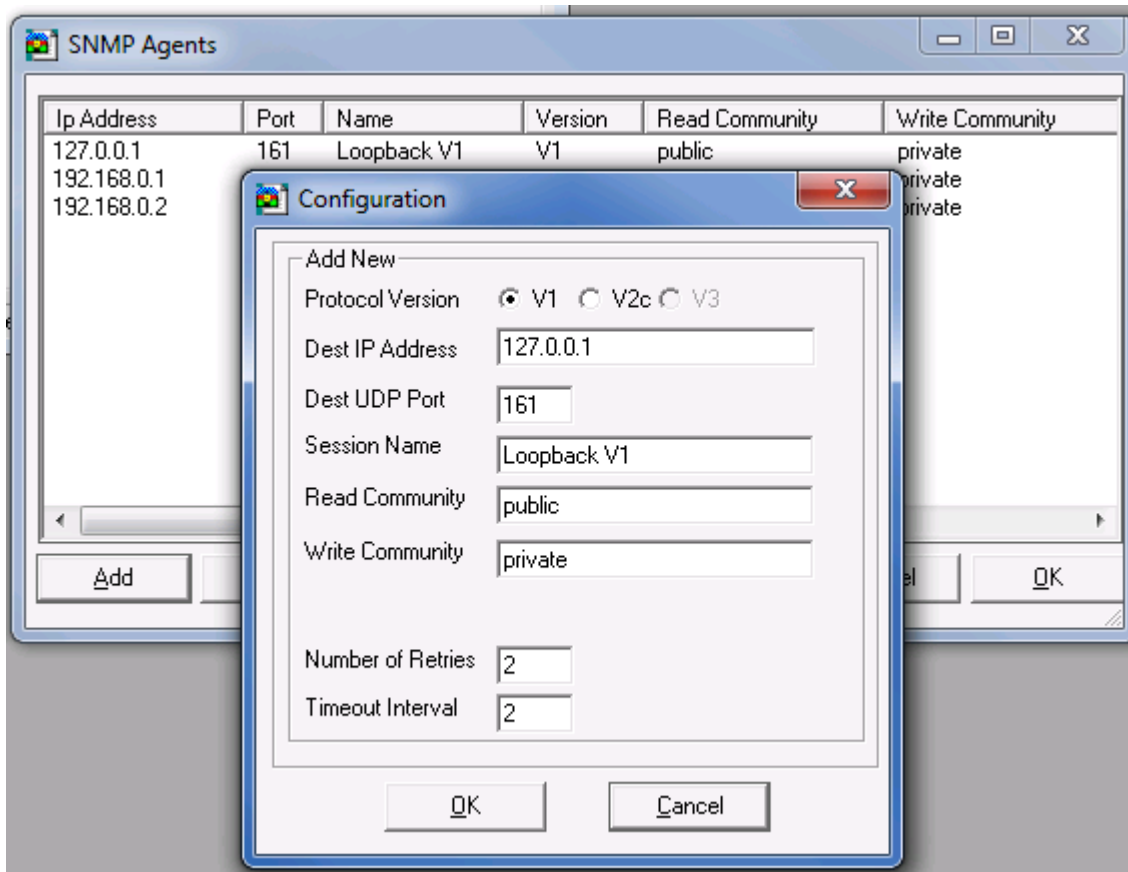 SNMP Agents
Ip Address Port Name Version Read Community Write Community
127.0.0.1 161 Loopback V1 V1 public private
192.168.0.1 private
192.168.0.2 private
Configuration
Add New
Protocol Version V1 V2c V3
Dest IP Address 127.0.0.1
Dest UDP Port 161
Session Name Loopback V1
Read Community public
Write Community private
Number of Retries 2
Timeout Interval 2
OK Cancel
Add OK